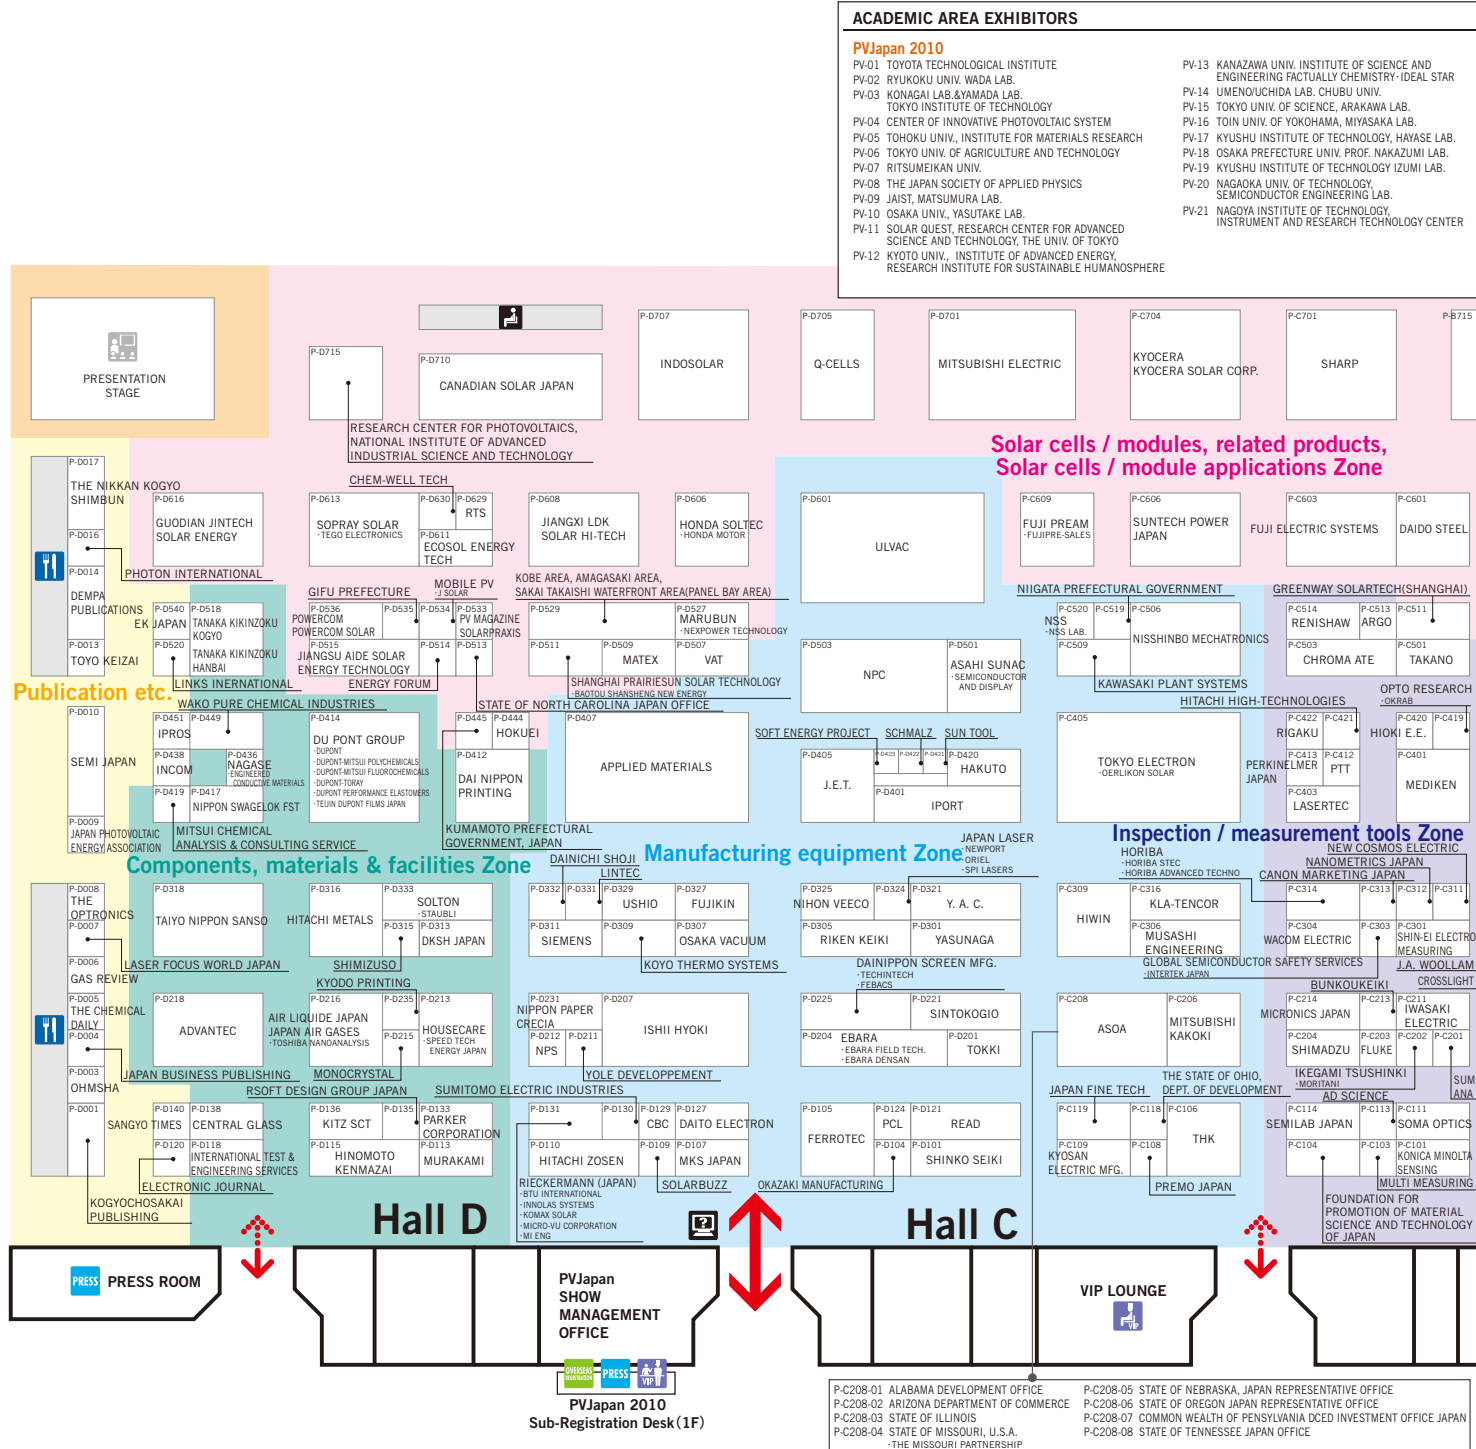 ACADEMIC AREA EXHIBITORS
PVJapan 2010
PV-01 TOYOTA TECHNOLOGICAL INSTITUTE
PV-02 RYUKOKU UNIV. WADA LAB.
PV-03 KONAGAI LAB.&YAMADA LAB.
TOKYO INSTITUTE OF TECHNOLOGY
PV-04 CENTER OF INNOVATIVE PHOTOVOLTAIC SYSTEM
PV-05 TOHOKU UNIV., INSTITUTE FOR MATERIALS RESEARCH
PV-06 TOKYO UNIV. OF AGRICULTURE AND TECHNOLOGY
PV-07 RITSUMEIKAN UNIV.
PV-08 THE JAPAN SOCIETY OF APPLIED PHYSICS
PV-09 JAIST, MATSUMURA LAB.
PV-10 OSAKA UNIV., YASUTAKE LAB.
PV-11 SOLAR QUEST, RESEARCH CENTER FOR ADVANCED
SCIENCE AND TECHNOLOGY, THE UNIV. OF TOKYO
PV-12 KYOTO UNIV., INSTITUTE OF ADVANCED ENERGY,
RESEARCH INSTITUTE FOR SUSTAINABLE HUMANOSPHERE
PV-13 KANAZAWA UNIV. INSTITUTE OF SCIENCE AND
ENGINEERING FACTUALLY CHEMISTRY·IDEAL STAR
PV-14 UMENO/UCHIDA LAB. CHUBU UNIV.
PV-15 TOKYO UNIV. OF SCIENCE, ARAKAWA LAB.
PV-16 TOIN UNIV. OF YOKOHAMA, MIYASAKA LAB.
PV-17 KYUSHU INSTITUTE OF TECHNOLOGY, HAYASE LAB.
PV-18 OSAKA PREFECTURE UNIV. PROF. NAKAZUMI LAB.
PV-19 KYUSHU INSTITUTE OF TECHNOLOGY IZUMI LAB.
PV-20 NAGAOKA UNIV. OF TECHNOLOGY,
SEMICONDUCTOR ENGINEERING LAB.
PV-21 NAGOYA INSTITUTE OF TECHNOLOGY,
INSTRUMENT AND RESEARCH TECHNOLOGY CENTER
PRESENTATION
STAGE
P-D715
P-D710
CANADIAN SOLAR JAPAN
P-D707
INDOSOLAR
P-D705
Q-CELLS
P-D701
MITSUBISHI ELECTRIC
P-C704
KYOCERA
KYOCERA SOLAR CORP.
P-C701
SHARP
P-B715
RESEARCH CENTER FOR PHOTOVOLTAICS,
NATIONAL INSTITUTE OF ADVANCED
INDUSTRIAL SCIENCE AND TECHNOLOGY
Solar cells / modules, related products,
Solar cells / module applications Zone
P-D017
THE NIKKAN KOGYO
SHIMBUN
P-D016
PHOTON INTERNATIONAL
P-D014
DEMPA
PUBLICATIONS
P-D013
TOYO KEIZAI
P-D616
GUODIAN JINTECH
SOLAR ENERGY
P-D613
SOPRAY SOLAR
·TEGO ELECTRONICS
CHEM-WELL TECH
P-D630
P-D629
RTS
P-D611
ECOSOL ENERGY
TECH
P-D608
JIANGXI LDK
SOLAR HI-TECH
P-D606
HONDA SOLTEC
·HONDA MOTOR
P-D601
ULVAC
P-C609
FUJI PREAM
·FUJIPRE-SALES
P-C606
SUNTECH POWER
JAPAN
P-C603
FUJI ELECTRIC SYSTEMS
P-C601
DAIDO STEEL
P-D540
EK JAPAN
P-D518
TANAKA KIKINZOKU
KOGYO
P-D520
TANAKA KIKINZOKU
HANBAI
LINKS INERNATIONAL
GIFU PREFECTURE
MOBILE PV
·J SOLAR
P-D536
POWERCOM
POWERCOM SOLAR
P-D535
P-D534
P-D533
PV MAGAZINE
SOLARPRAXIS
P-D515
JIANGSU AIDE SOLAR
ENERGY TECHNOLOGY
P-D514
P-D513
ENERGY FORUM
STATE OF NORTH CAROLINA JAPAN OFFICE
KOBE AREA, AMAGASAKI AREA,
SAKAI TAKAISHI WATERFRONT AREA(PANEL BAY AREA)
P-D529
P-D527
MARUBUN
·NEXPOWER TECHNOLOGY
P-D511
P-D509
MATEX
P-D507
VAT
SHANGHAI PRAIRIESUN SOLAR TECHNOLOGY
·BAOTOU SHANSHENG NEW ENERGY
P-D503
NPC
P-D501
ASAHI SUNAC
·SEMICONDUCTOR
AND DISPLAY
NIIGATA PREFECTURAL GOVERNMENT
P-C520
NSS
·NSS LAB.
P-C519
P-C506
NISSHINBO MECHATRONICS
P-C509
KAWASAKI PLANT SYSTEMS
GREENWAY SOLARTECH(SHANGHAI)
P-C514
RENISHAW
P-C513
ARGO
P-C511
P-C503
CHROMA ATE
P-C501
TAKANO
Publication etc.
P-D010
SEMI JAPAN
P-D009
JAPAN PHOTOVOLTAIC
ENERGY ASSOCIATION
WAKO PURE CHEMICAL INDUSTRIES
P-D451
IPROS
P-D449
P-D438
INCOM
P-D436
NAGASE
·ENGINEERED
CONDUCTIVE MATERIALS
P-D419
P-D417
NIPPON SWAGELOK FST
MITSUI CHEMICAL
ANALYSIS & CONSULTING SERVICE
P-D414
DU PONT GROUP
·DUPONT
·DUPONT-MITSUI POLYCHEMICALS
·DUPONT-MITSUI FLUOROCHEMICALS
·DUPONT-TORAY
·DUPONT PERFORMANCE ELASTOMERS
·TEIJIN DUPONT FILMS JAPAN
P-D445
P-D444
HOKUEI
P-D412
DAI NIPPON
PRINTING
KUMAMOTO PREFECTURAL
GOVERNMENT, JAPAN
P-D407
APPLIED MATERIALS
SOFT ENERGY PROJECT
SCHMALZ
SUN TOOL
P-D405
J.E.T.
P-D423
P-D422
P-D421
P-D420
HAKUTO
P-D401
IPORT
P-C405
TOKYO ELECTRON
·OERLIKON SOLAR
HITACHI HIGH-TECHNOLOGIES
P-C422
RIGAKU
P-C421
P-C413
PERKINELMER
JAPAN
P-C412
PTT
P-C403
LASERTEC
OPTO RESEARCH
·OKRAB
P-C420
HIOKI E.E.
P-C419
P-C401
MEDIKEN
Components, materials & facilities Zone
Manufacturing equipment Zone
Inspection / measurement tools Zone
P-D008
THE
OPTRONICS
P-D007
LASER FOCUS WORLD JAPAN
P-D006
GAS REVIEW
P-D005
THE CHEMICAL
DAILY
P-D004
JAPAN BUSINESS PUBLISHING
P-D003
OHMSHA
P-D001
KOGYOCHOSAKAI
PUBLISHING
P-D318
TAIYO NIPPON SANSO
P-D316
HITACHI METALS
P-D333
SOLTON
·STAUBLI
P-D315
P-D313
DKSH JAPAN
SHIMIZUSO
DAINICHI SHOJI
LINTEC
P-D332
P-D331
P-D329
USHIO
P-D327
FUJIKIN
P-D311
SIEMENS
P-D309
P-D307
OSAKA VACUUM
KOYO THERMO SYSTEMS
JAPAN LASER
·NEWPORT
·ORIEL
·SPI LASERS
P-D325
NIHON VEECO
P-D324
P-D321
Y. A. C.
P-D305
RIKEN KEIKI
P-D301
YASUNAGA
HORIBA
·HORIBA STEC
·HORIBA ADVANCED TECHNO
P-C309
HIWIN
P-C316
KLA-TENCOR
P-C306
MUSASHI
ENGINEERING
NEW COSMOS ELECTRIC
NANOMETRICS JAPAN
CANON MARKETING JAPAN
P-C314
P-C313
P-C312
P-C311
P-C304
WACOM ELECTRIC
P-C303
P-C301
SHIN-EI ELECTRO
MEASURING
GLOBAL SEMICONDUCTOR SAFETY SERVICES
·INTERTEK JAPAN
J.A. WOOLLAM
CROSSLIGHT
P-D218
ADVANTEC
KYODO PRINTING
P-D216
AIR LIQUIDE JAPAN
JAPAN AIR GASES
·TOSHIBA NANOANALYSIS
P-D235
P-D213
HOUSECARE
·SPEED TECH
ENERGY JAPAN
P-D215
MONOCRYSTAL
P-D231
NIPPON PAPER
CRECIA
P-D207
ISHII HYOKI
P-D212
NPS
P-D211
YOLE DEVELOPPEMENT
DAINIPPON SCREEN MFG.
·TECHINTECH
·FEBACS
P-D225
P-D221
SINTOKOGIO
P-D204
EBARA
·EBARA FIELD TECH.
·EBARA DENSAN
P-D201
TOKKI
P-C208
ASOA
P-C206
MITSUBISHI
KAKOKI
BUNKOUKEIKI
P-C214
MICRONICS JAPAN
P-C213
P-C211
IWASAKI
ELECTRIC
P-C204
SHIMADZU
P-C203
FLUKE
P-C202
P-C201
IKEGAMI TSUSHINKI
·MORITANI
SUM
ANA
AD SCIENCE
RSOFT DESIGN GROUP JAPAN
SUMITOMO ELECTRIC INDUSTRIES
P-D140
SANGYO TIMES
P-D138
CENTRAL GLASS
P-D120
P-D118
INTERNATIONAL TEST &
ENGINEERING SERVICES
ELECTRONIC JOURNAL
P-D136
KITZ SCT
P-D135
P-D133
PARKER
CORPORATION
P-D115
HINOMOTO
KENMAZAI
P-D113
MURAKAMI
P-D131
P-D130
P-D129
CBC
P-D127
DAITO ELECTRON
P-D110
HITACHI ZOSEN
P-D109
P-D107
MKS JAPAN
RIECKERMANN (JAPAN)
·BTU INTERNATIONAL
·INNOLAS SYSTEMS
·KOMAX SOLAR
·MICRO-VU CORPORATION
·MI ENG
SOLARBUZZ
P-D105
FERROTEC
P-D124
PCL
P-D121
READ
P-D104
P-D101
SHINKO SEIKI
OKAZAKI MANUFACTURING
JAPAN FINE TECH
THE STATE OF OHIO,
DEPT. OF DEVELOPMENT
P-C119
P-C118
P-C106
THK
P-C109
KYOSAN
ELECTRIC MFG.
P-C108
PREMO JAPAN
P-C114
SEMILAB JAPAN
P-C113
P-C111
SOMA OPTICS
P-C104
P-C103
P-C101
KONICA MINOLTA
SENSING
MULTI MEASURING
FOUNDATION FOR
PROMOTION OF MATERIAL
SCIENCE AND TECHNOLOGY
OF JAPAN
Hall D
Hall C
PRESS
PRESS ROOM
PVJapan
SHOW
MANAGEMENT
OFFICE
VIP LOUNGE
VIP
OVERSEAS
REGISTRATION
PRESS
VIP
PVJapan 2010
Sub-Registration Desk(1F)
P-C208-01 ALABAMA DEVELOPMENT OFFICE
P-C208-02 ARIZONA DEPARTMENT OF COMMERCE
P-C208-03 STATE OF ILLINOIS
P-C208-04 STATE OF MISSOURI, U.S.A.
·THE MISSOURI PARTNERSHIP
P-C208-05 STATE OF NEBRASKA, JAPAN REPRESENTATIVE OFFICE
P-C208-06 STATE OF OREGON JAPAN REPRESENTATIVE OFFICE
P-C208-07 COMMON WEALTH OF PENSYLVANIA DCED INVESTMENT OFFICE JAPAN
P-C208-08 STATE OF TENNESSEE JAPAN OFFICE